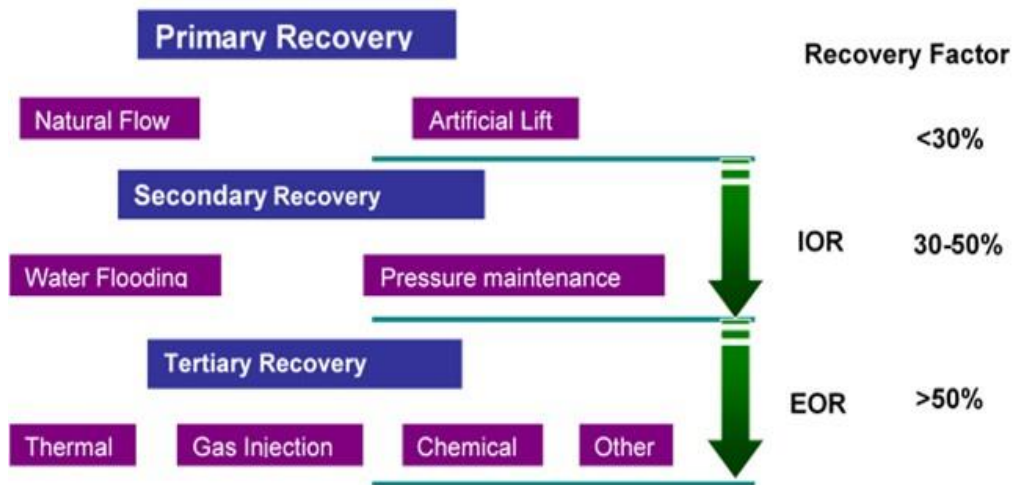 Primary Recovery
Recovery Factor
Natural Flow
Artificial Lift
<30%
Secondary Recovery
IOR
30-50%
Water Flooding
Pressure maintenance
Tertiary Recovery
EOR
>50%
Thermal
Gas Injection
Chemical
Other